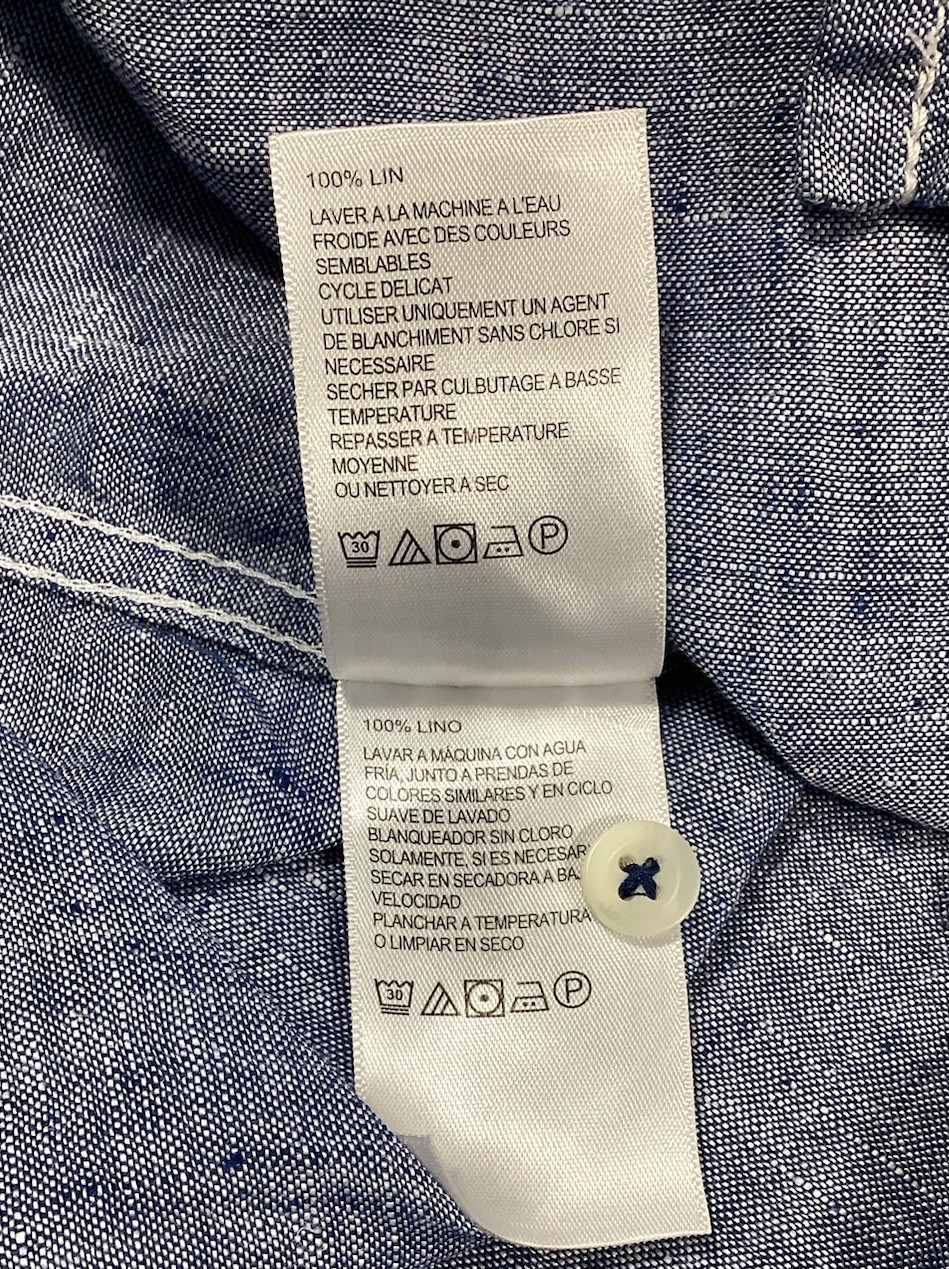 100% LIN
LAVER A LA MACHINE A L'EAU
FROIDE AVEC DES COULEURS
SEMBLABLES
CYCLE DELICAT
UTILISER UNIQUEMENT UN AGENT
DE BLANCHIMENT SANS CHLORE SI
NECESSAIRE
SECHER PAR CULBUTAGE A BASSE
TEMPERATURE
REPASSER A TEMPERATURE
MOYENNE
OU NETTOYER A SEC
30 P
100% LINO
LAVAR A MÁQUINA CON AGUA
FRÍA, JUNTO A PRENDAS DE
COLORES SIMILARES Y EN CICLO
SUAVE DE LAVADO
BLANQUEADOR SIN CLORO
SOLAMENTE, SI ES
SECAR EN SECADORA A
VELOCIDAD
PLANCHAR A TEMPERATURA
O LIMPIAR EN SECO
30 P